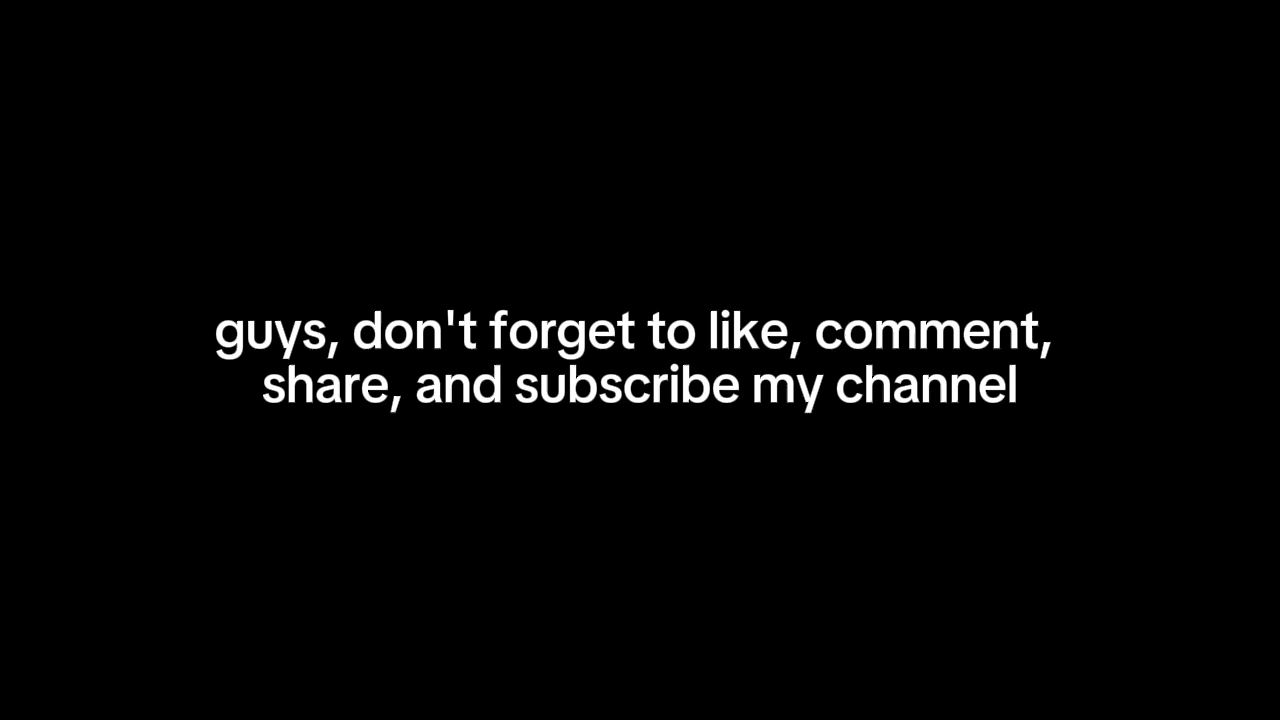 guys, don't forget to like, comment,
share, and subscribe my channel